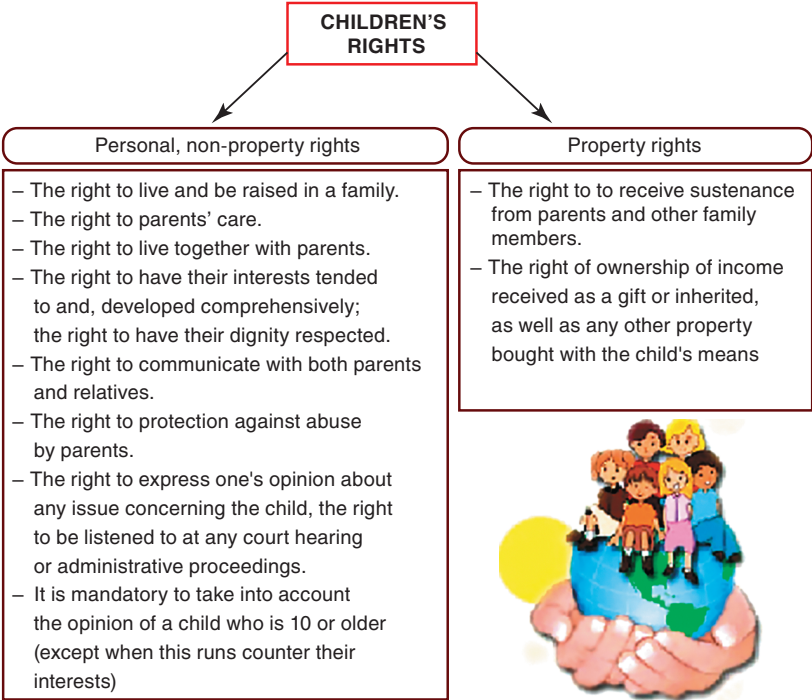 CHILDREN'S
RIGHTS
Personal, non-property rights
– The right to live and be raised in a family.
– The right to parents' care.
– The right to live together with parents.
– The right to have their interests tended
to and, developed comprehensively;
the right to have their dignity respected.
– The right to communicate with both parents
and relatives.
– The right to protection against abuse
by parents.
– The right to express one's opinion about
any issue concerning the child, the right
to be listened to at any court hearing
or administrative proceedings.
– It is mandatory to take into account
the opinion of a child who is 10 or older
(except when this runs counter their
interests)
Property rights
– The right to to receive sustenance
from parents and other family
members.
– The right of ownership of income
received as a gift or inherited,
as well as any other property
bought with the child's means